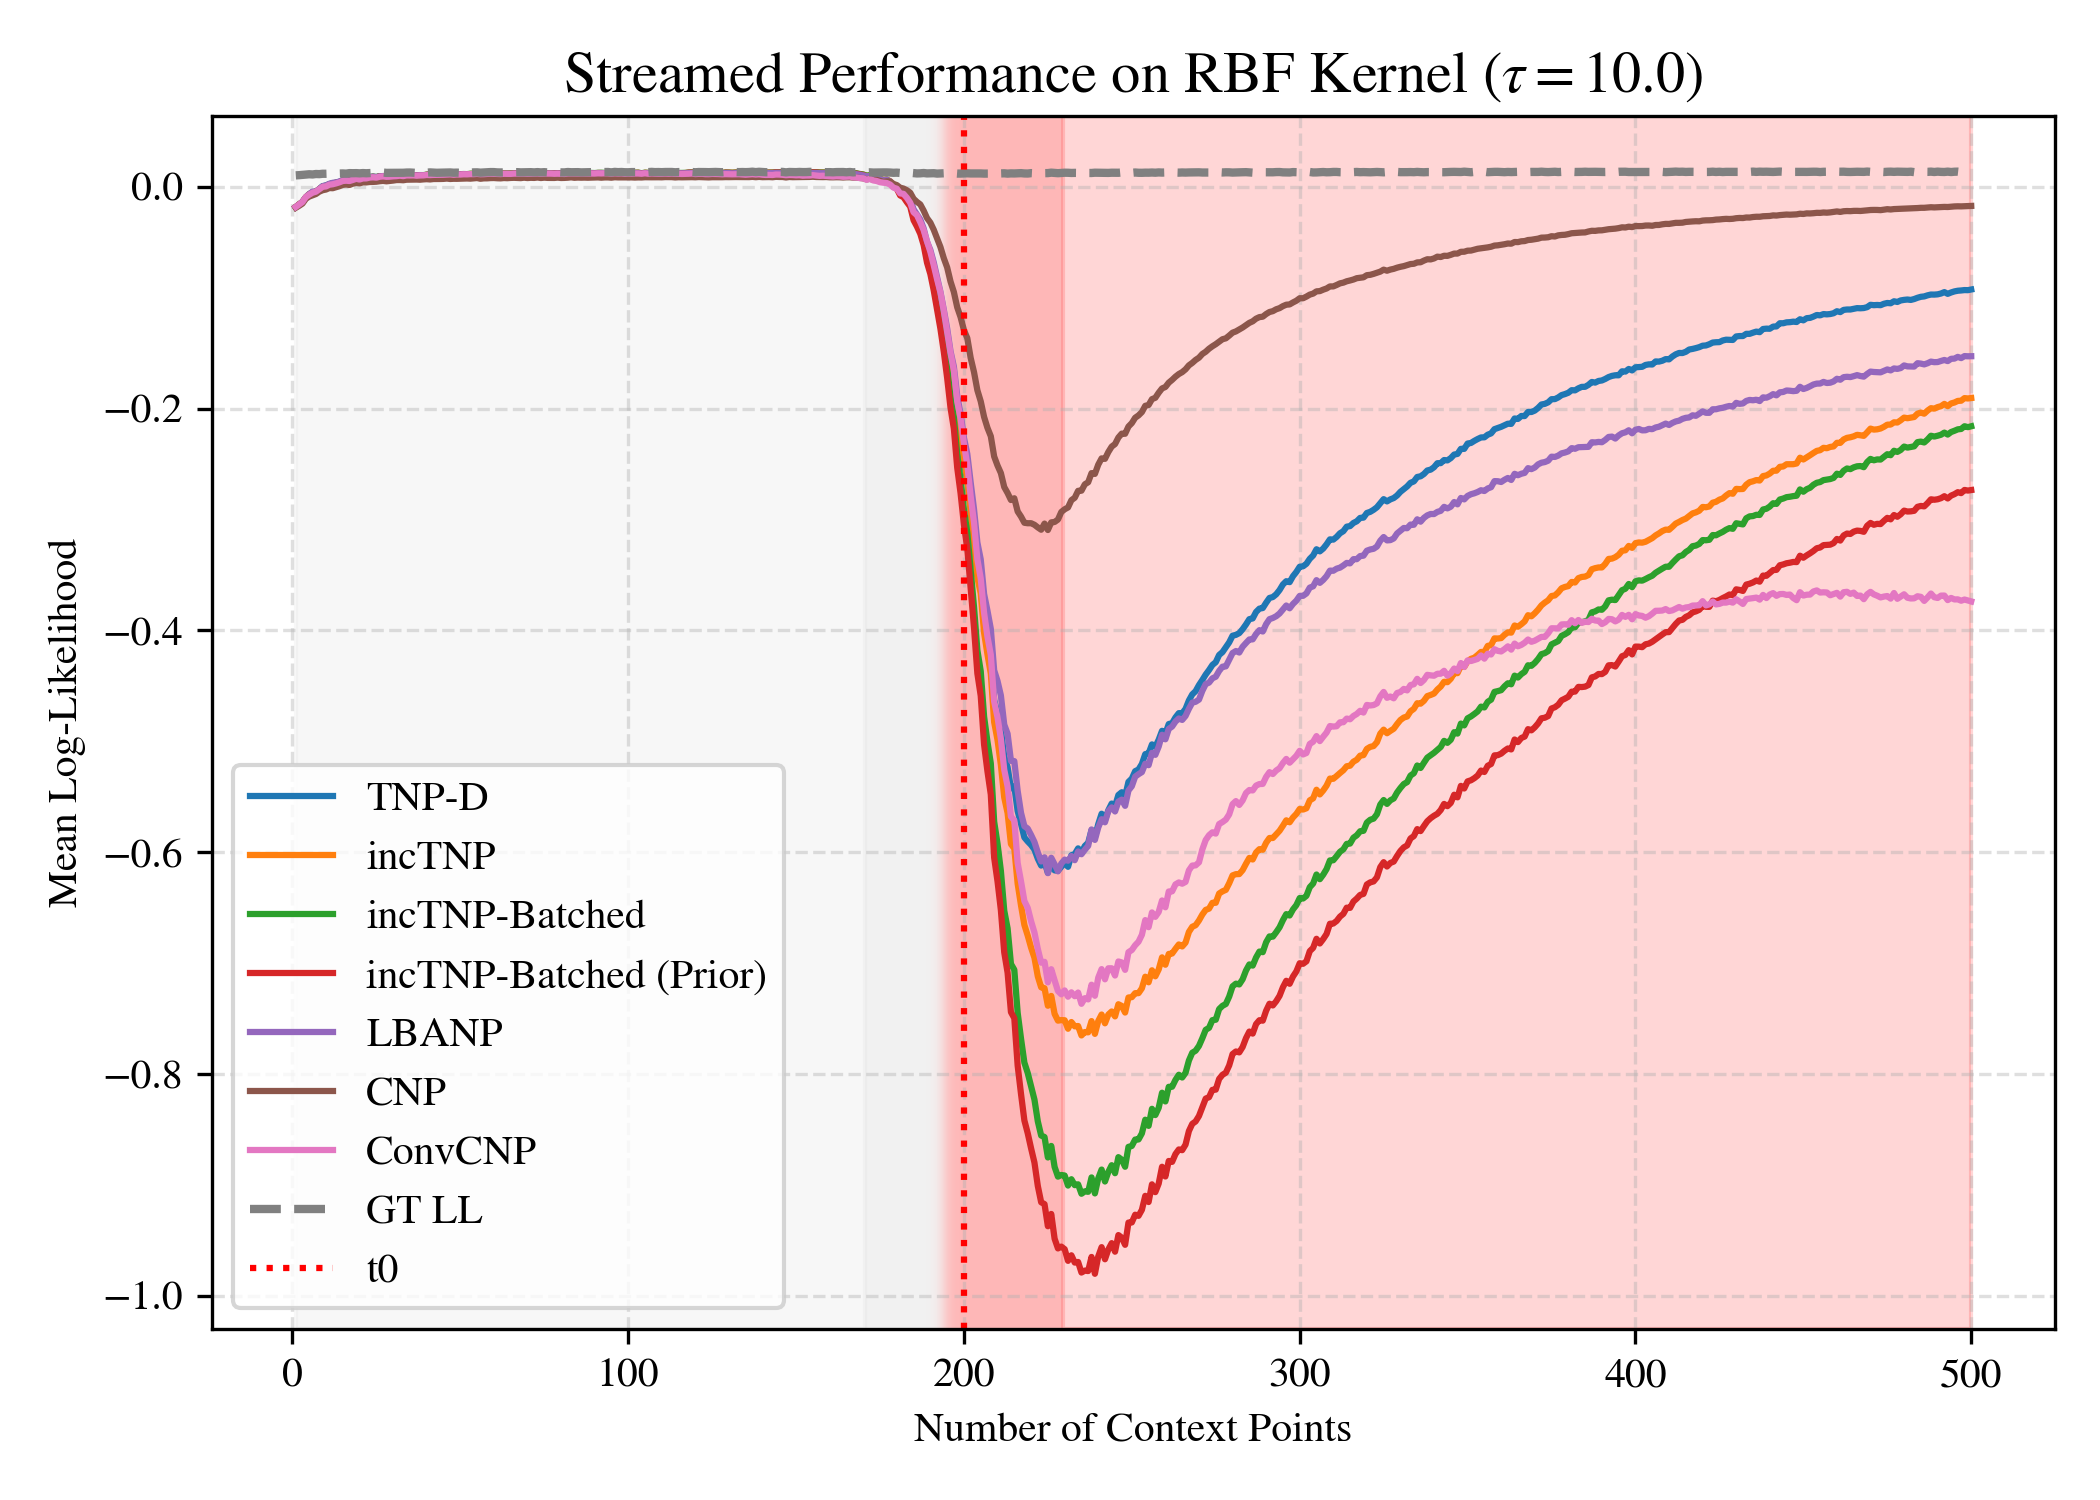 Streamed Performance on RBF Kernel (τ = 10.0)
Mean Log-Likelihood
0.0
−0.2
−0.4
−0.6
−0.8
−1.0
TNP-D
incTNP
incTNP-Batched
incTNP-Batched (Prior)
LBANP
CNP
ConvCNP
GT LL
t0
0 100 200 300 400 500
Number of Context Points